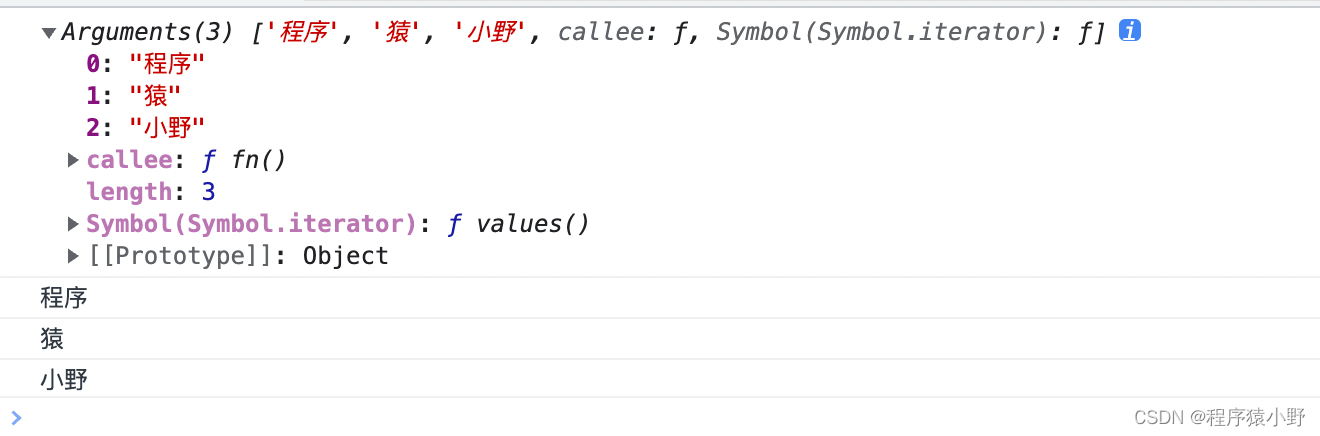 ▼Arguments(3) ['程序', '猿', '小野', callee: ƒ, Symbol(Symbol.iterator): ƒ] i
0: "程序"
1: "猿"
2: "小野"
▶ callee: ƒ fn()
length: 3
▶ Symbol(Symbol.iterator): ƒ values()
▶ [[Prototype]]: Object
程序
猿
小野
>
CSDN @程序猿小野